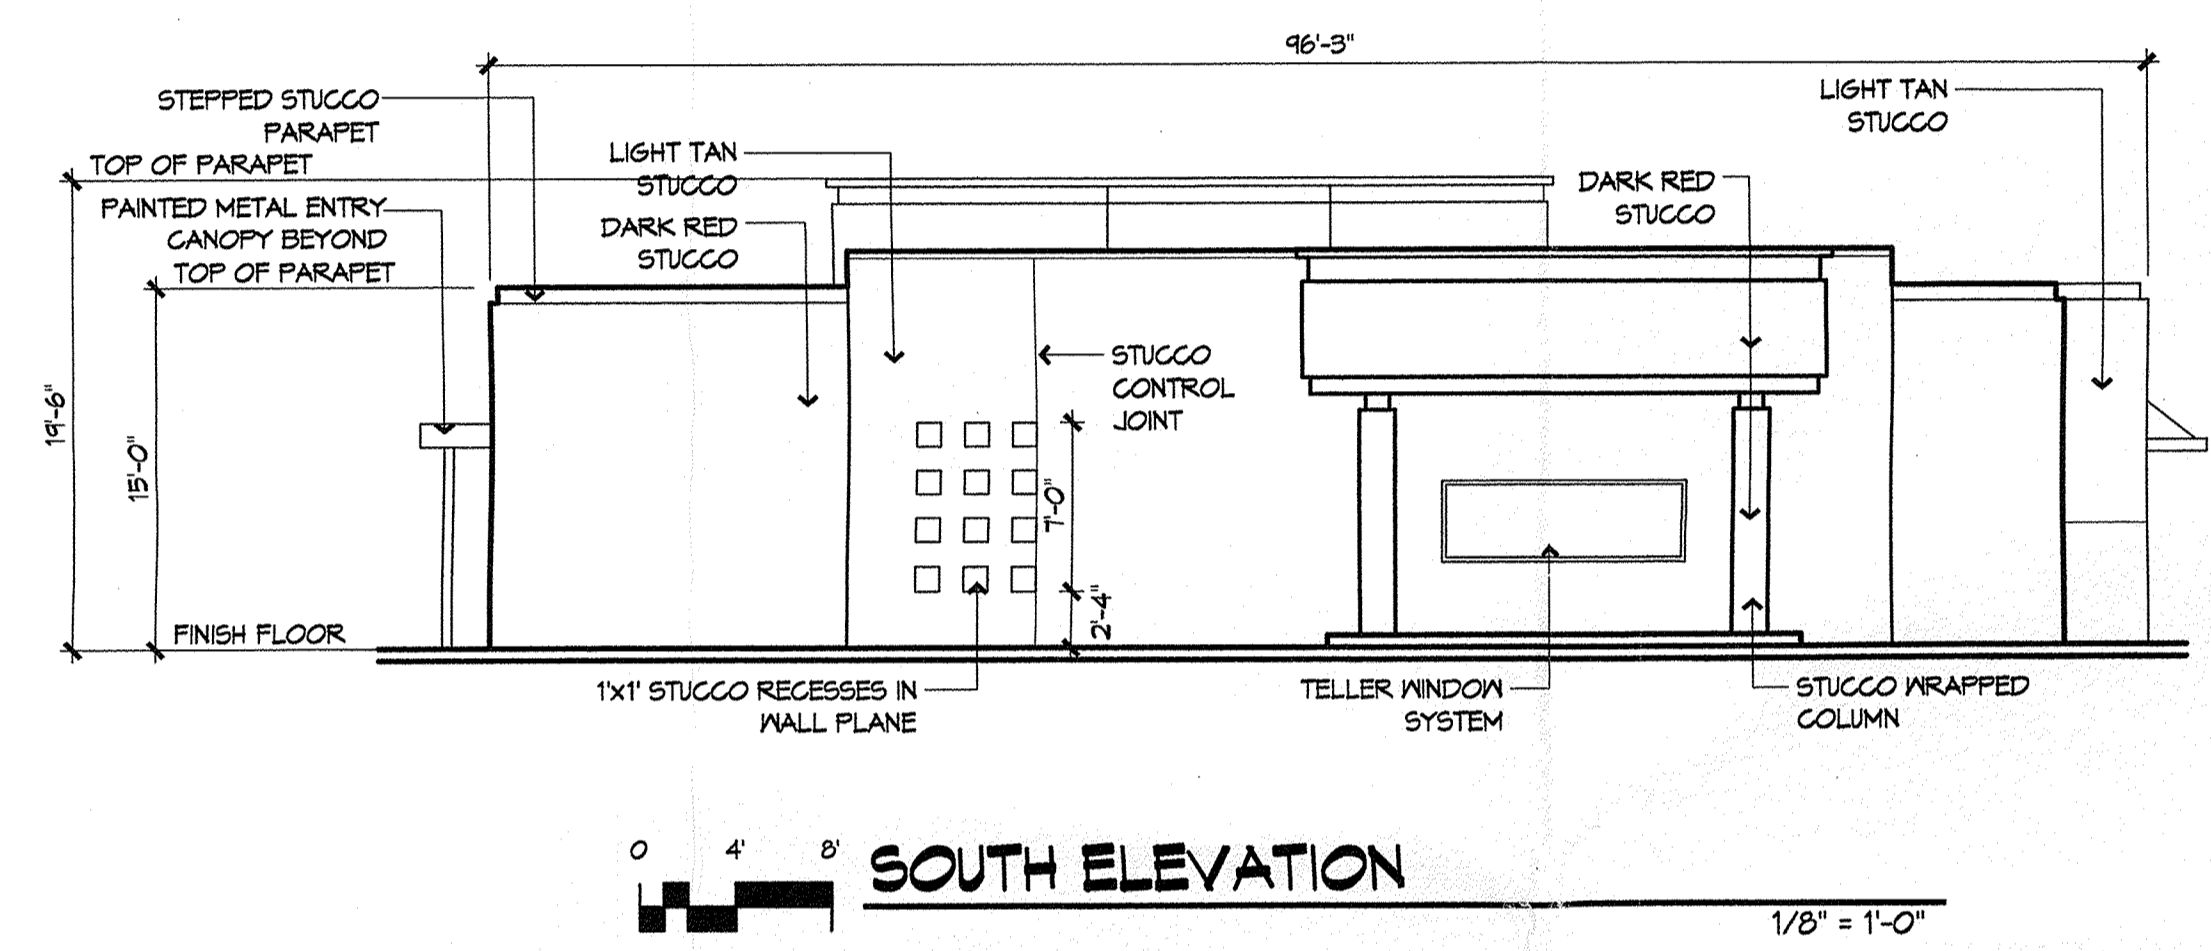 96'-3"
STEPPED STUCCO
PARAPET
LIGHT TAN
STUCCO
TOP OF PARAPET
LIGHT TAN
STUCCO
DARK RED
STUCCO
PAINTED METAL ENTRY
CANOPY BEYOND
TOP OF PARAPET
DARK RED
STUCCO
STUCCO
CONTROL
JOINT
19'-6"
15'-0"
7'-0"
2'-4"
FINISH FLOOR
1'x1' STUCCO RECESSES IN
WALL PLANE
TELLER WINDOW
SYSTEM
STUCCO WRAPPED
COLUMN
0 4' 8'
SOUTH ELEVATION
1/8" = 1'-0"